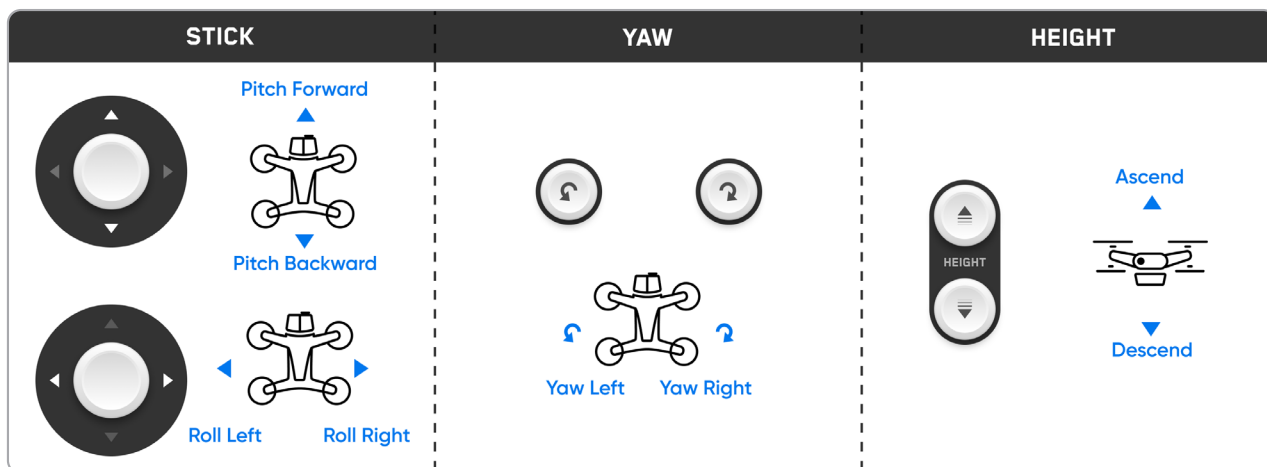 STICK
YAW
HEIGHT
Pitch Forward
Pitch Backward
Roll Left
Roll Right
Yaw Left
Yaw Right
HEIGHT
Ascend
Descend